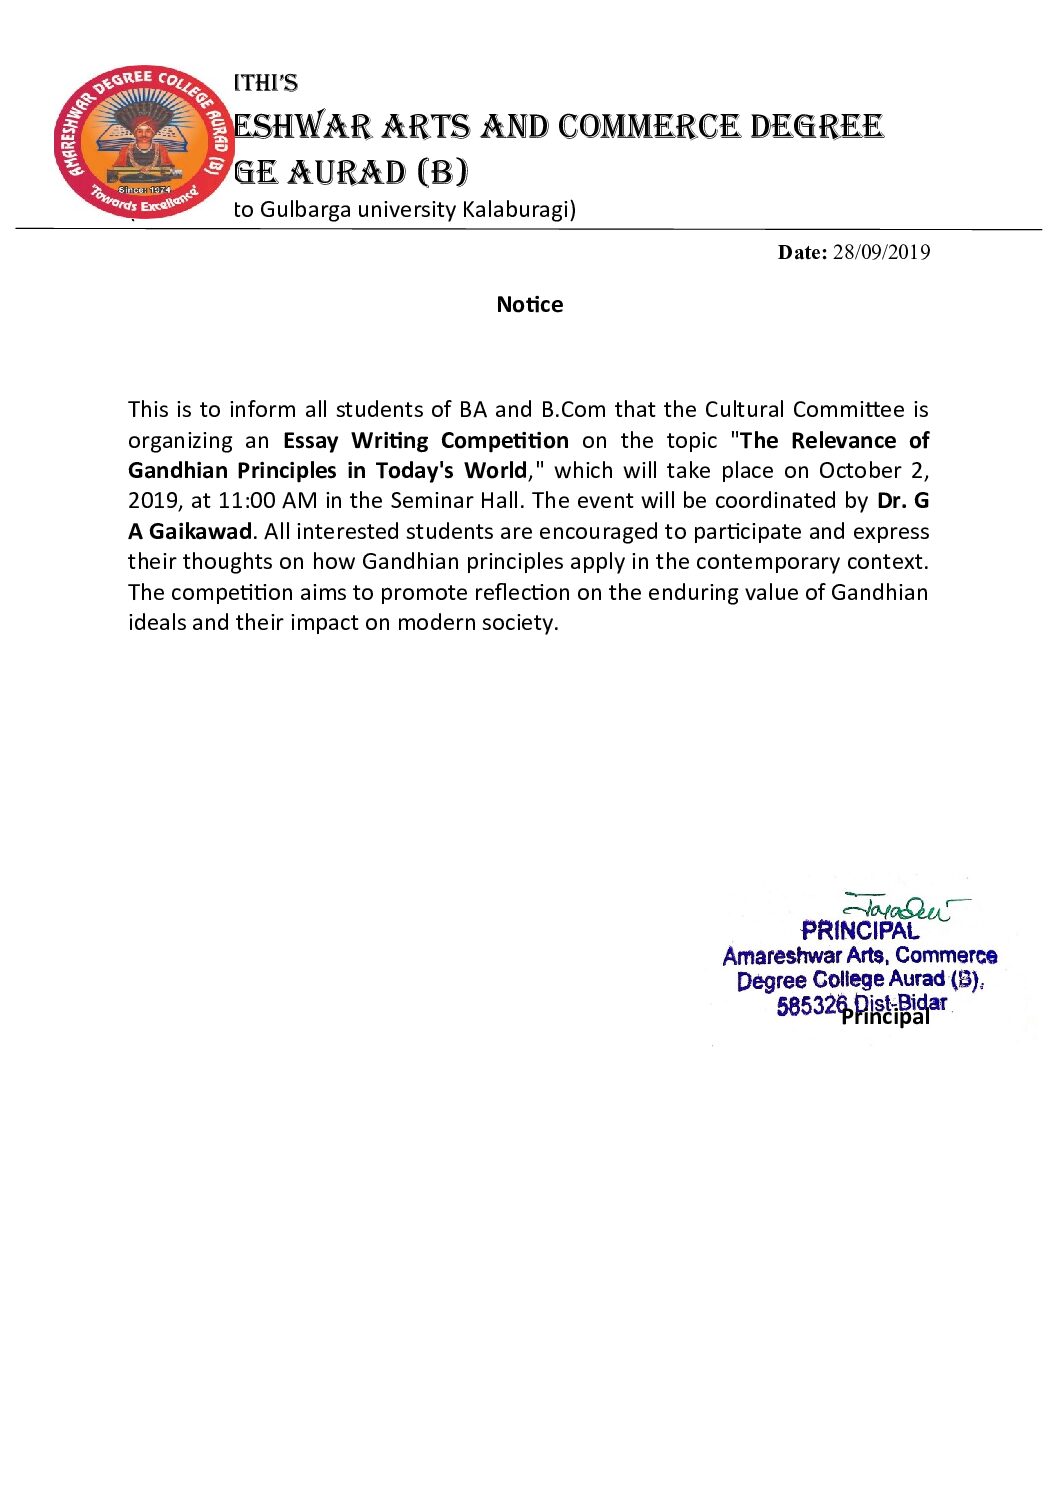 AMARESHWAR DEGREE COLLEGE AURAD (B)
Since 1974
'Towards Excellence'
ITHI'S
ESHWAR ARTS AND COMMERCE DEGREE
GE AURAD (B)
to Gulbarga university Kalaburagi)
Date: 28/09/2019
Notice
This is to inform all students of BA and B.Com that the Cultural Committee is
organizing an Essay Writing Competition on the topic "The Relevance of
Gandhian Principles in Today's World," which will take place on October 2,
2019, at 11:00 AM in the Seminar Hall. The event will be coordinated by Dr. G
A Gaikawad. All interested students are encouraged to participate and express
their thoughts on how Gandhian principles apply in the contemporary context.
The competition aims to promote reflection on the enduring value of Gandhian
ideals and their impact on modern society.
PRINCIPAL
Amareshwar Arts, Commerce
Degree College Aurad (B).
585326 Dist-Bidar
Principal